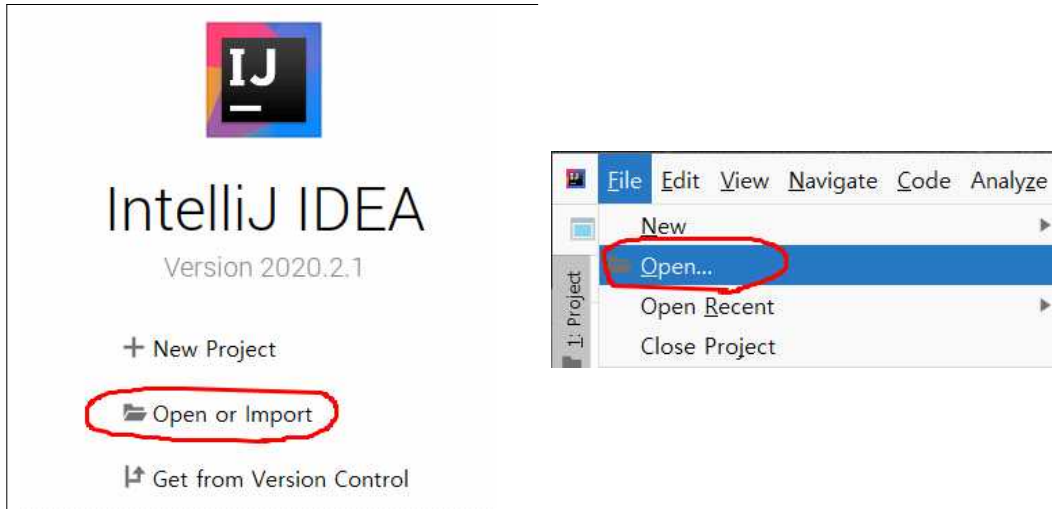 IJ
IntelliJ IDEA
Version 2020.2.1
New Project
Open or Import
Get from Version Control
File Edit View Navigate Code Analyze
New
Open...
Open Recent
Close Project
1: Project